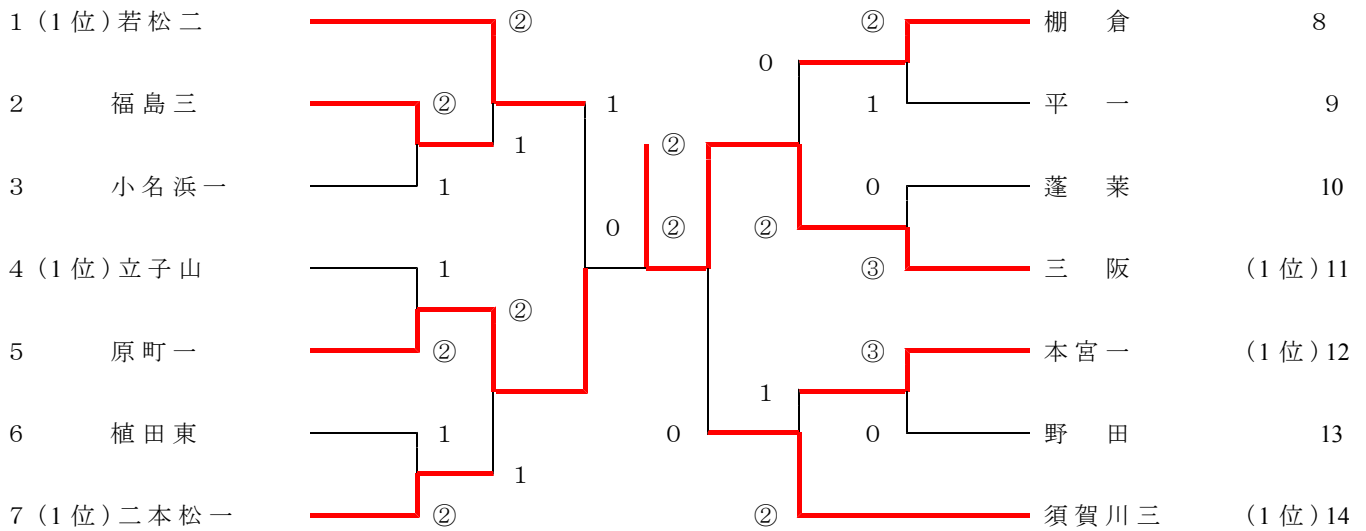 1 (1位)若松二 ② ② 棚 倉 8
0
2 福島三 ② 1 1 平 一 9
1 ②
3 小名浜一 1 0 蓬 莱 10
0 ② ②
4 (1位)立子山 1 ③ 三 阪 (1位)11
②
5 原町一 ② ③ 本宮一 (1位)12
1
6 植田東 1 0 0 野 田 13
1
7 (1位)二本松一 ② ② 須賀川三 (1位)14